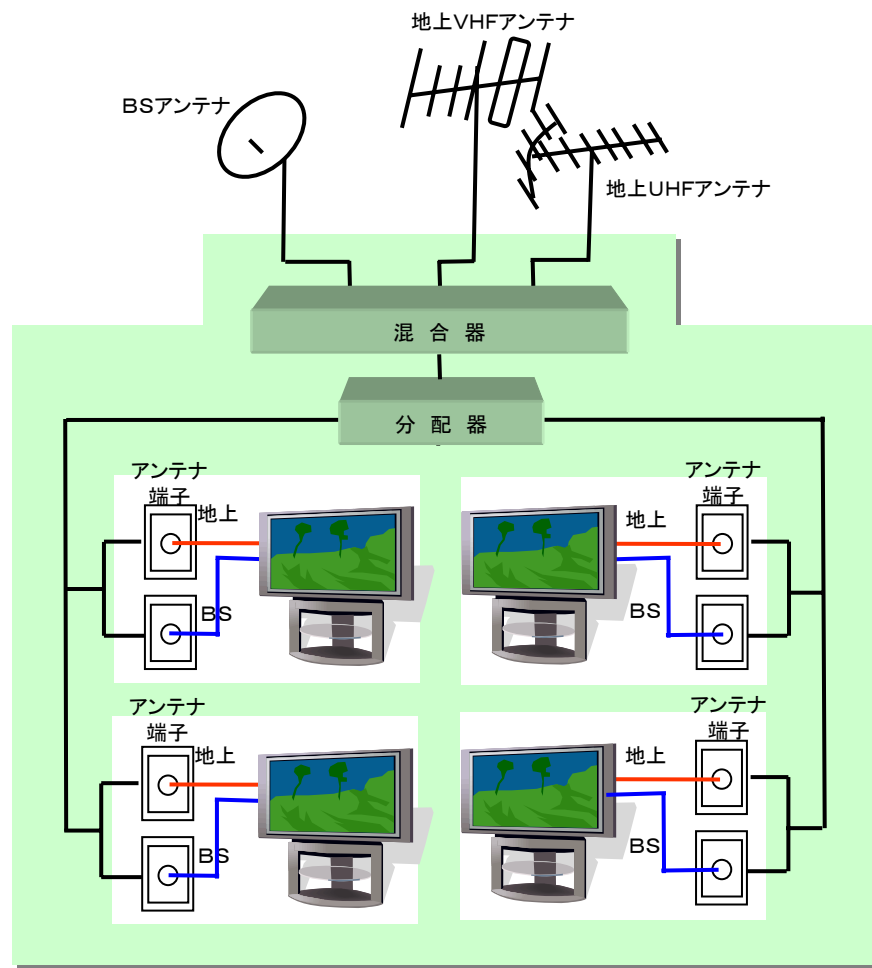 地上VHFアンテナ
BSアンテナ
地上UHFアンテナ
混 合 器
分 配 器
アンテナ
端子
地上
BS
アンテナ
端子
地上
BS
アンテナ
端子
地上
BS
アンテナ
端子
地上
BS